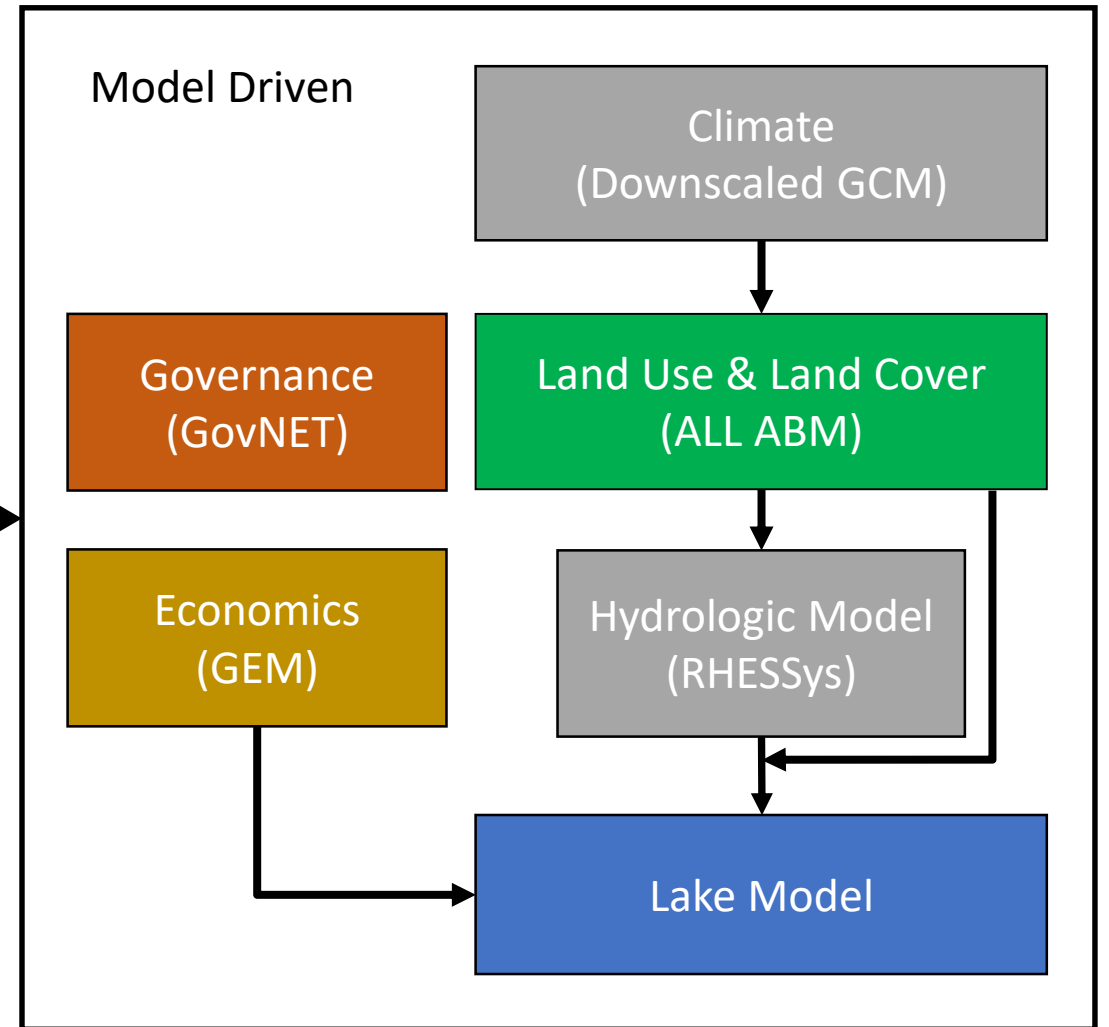 Model Driven
Climate
(Downscaled GCM)
Governance
(GovNET)
Land Use & Land Cover
(ALL ABM)
Economics
(GEM)
Hydrologic Model
(RHESSys)
Lake Model